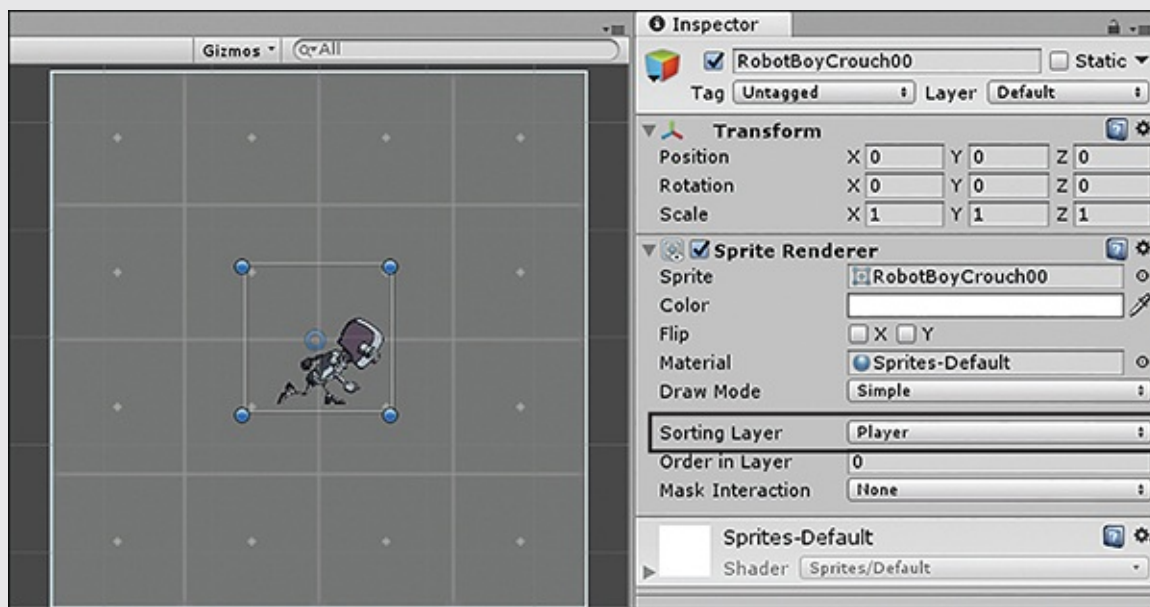 Gizmos
All
Inspector
RobotBoyCrouch00
Static
Tag Untagged Layer Default
Transform
Position X 0 Y 0 Z 0
Rotation X 0 Y 0 Z 0
Scale X 1 Y 1 Z 1
Sprite Renderer
Sprite RobotBoyCrouch00
Color
Flip X Y
Material Sprites-Default
Draw Mode Simple
Sorting Layer Player
Order in Layer 0
Mask Interaction None
Sprites-Default
Shader Sprites/Default